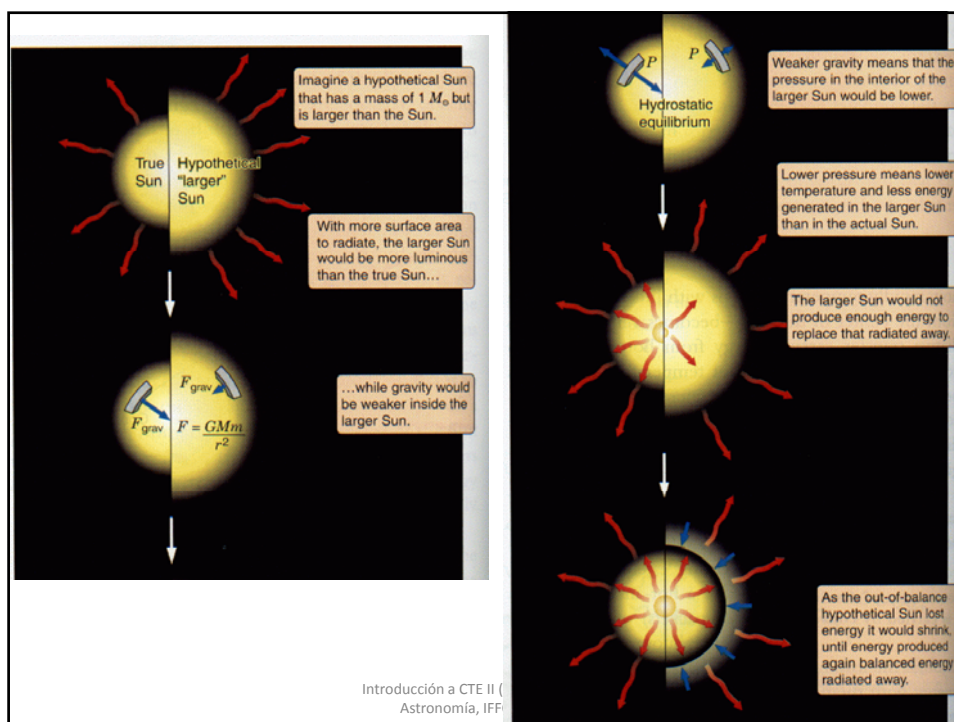 Imagine a hypothetical Sun
that has a mass of 1 M⊙ but
is larger than the Sun.
True
Sun
Hypothetical
"larger"
Sun
With more surface area
to radiate, the larger Sun
would be more luminous
than the true Sun…
F grav
F grav
F = GMm
r²
…while gravity would
be weaker inside the
larger Sun.
P
P
Hydrostatic
equilibrium
Weaker gravity means that the
pressure in the interior of the
larger Sun would be lower.
Lower pressure means lower
temperature and less energy
generated in the larger Sun
than in the actual Sun.
The larger Sun would not
produce enough energy to
replace that radiated away.
As the out-of-balance
hypothetical Sun lost
energy it would shrink,
until energy produced
again balanced energy
radiated away.
Introducción a CTE II (
Astronomía,